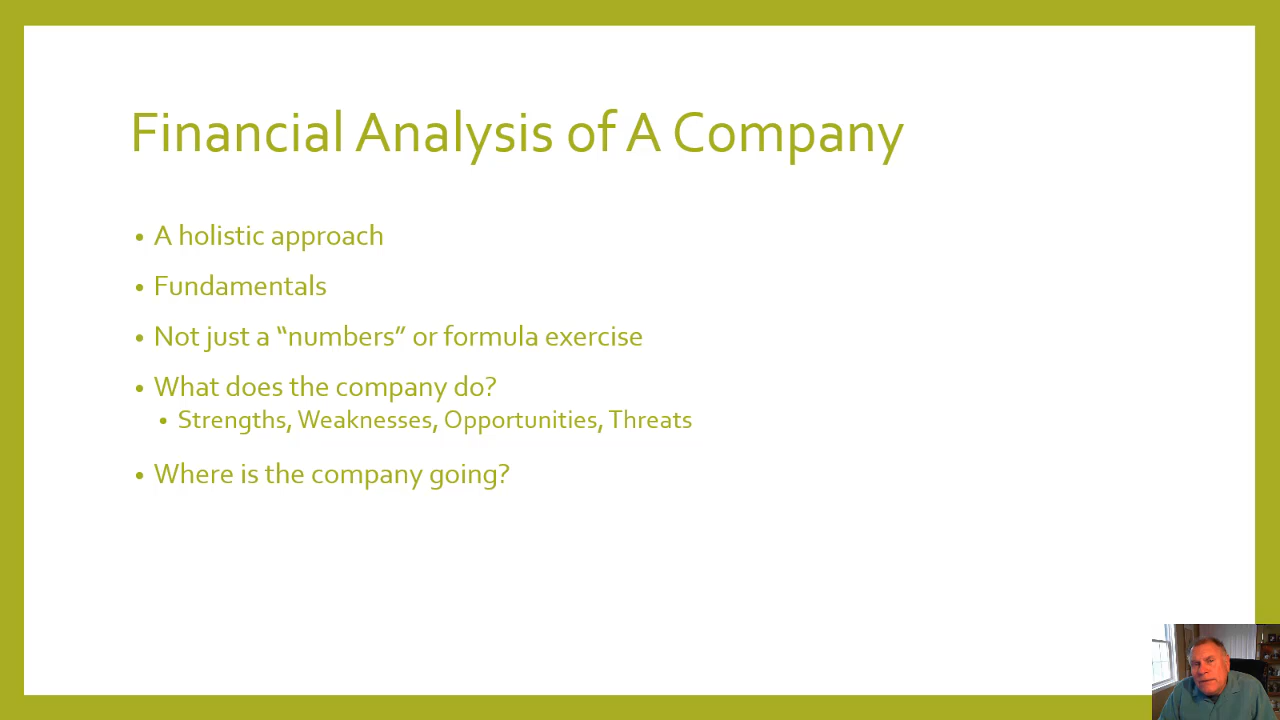 Financial Analysis of A Company
• A holistic approach
• Fundamentals
• Not just a “numbers” or formula exercise
• What does the company do?
• Strengths, Weaknesses, Opportunities, Threats
• Where is the company going?